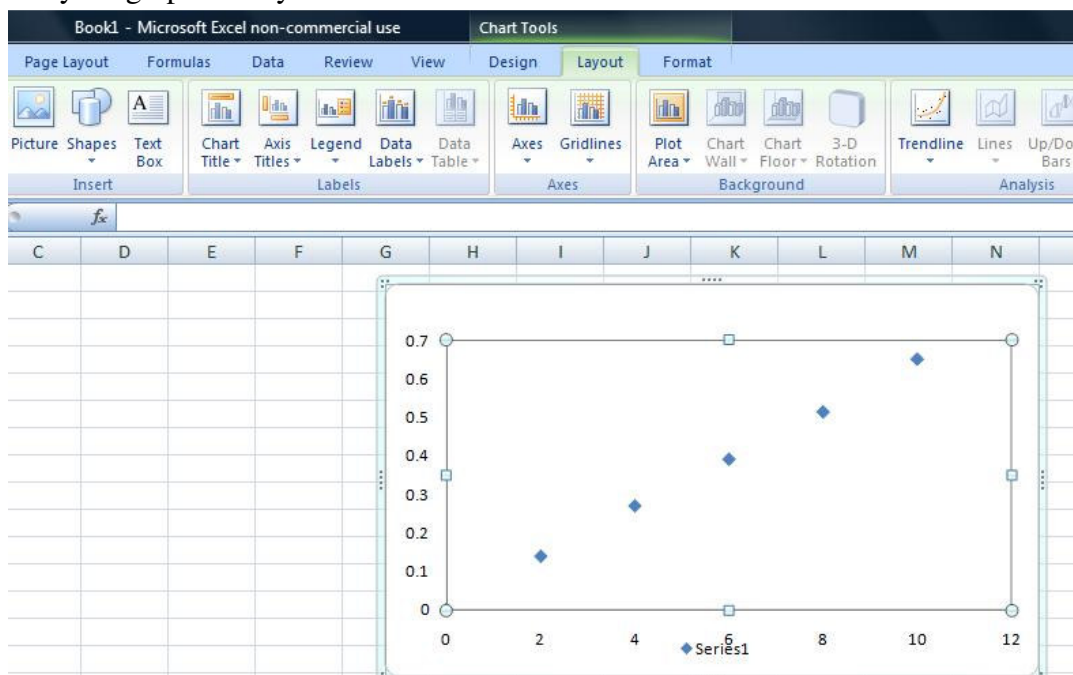 Book1 - Microsoft Excel non-commercial use
Chart Tools
Page Layout Formulas Data Review View Design Layout Format
Picture Shapes Text Box Chart Title Axis Titles Legend Data Labels Data Table Axes Gridlines Plot Area Chart Wall Chart Floor 3-D Rotation Trendline Lines
Bars
Insert Labels Axes Background Analysis
fx
C D E F G H I J K L M N
0.7
0.6
0.5
0.4
0.3
0.2
0.1
0
0 2 4 6 8 10 12
Series1